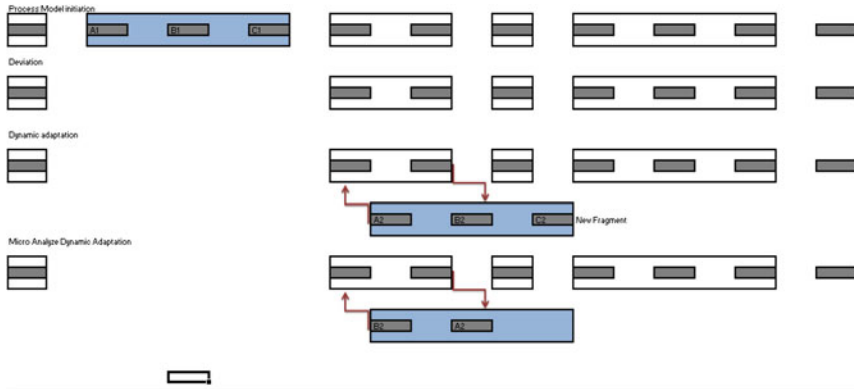 Process Model initiation
A1 B1 C1
Deviation
Dynamic adaptation
A2 B2 C2 New Fragment
Micro Analyze Dynamic Adaptation
B2 A2